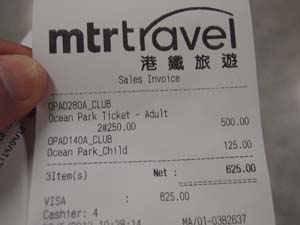 mtrtravel
港鐵旅遊
Sales Invoice
OPAD280A_CLUB
Ocean Park Ticket - Adult
2@250.00 500.00
OPAD140A_CLUB
Ocean Park_Child 125.00
3Item(s) Net : 625.00
VISA : 625.00
Cashier: 4
MA/01-0382637